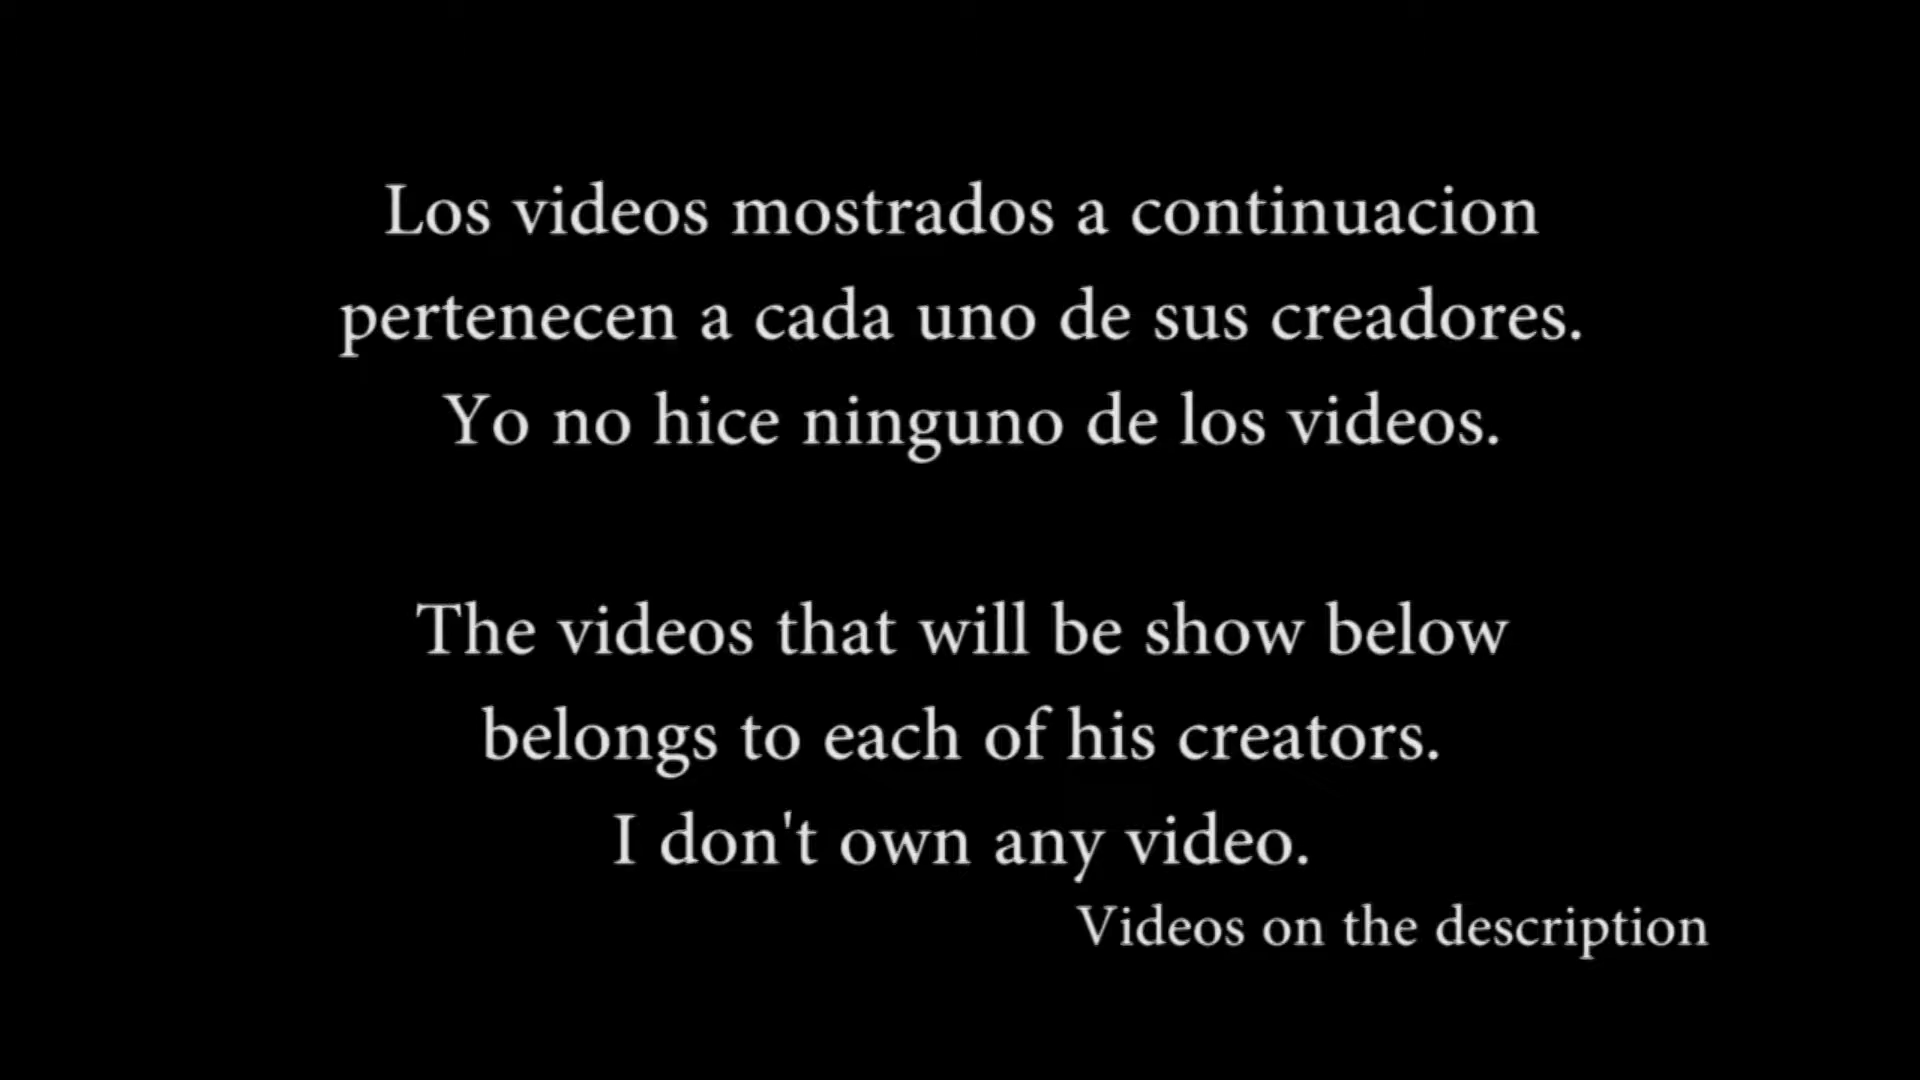 Los videos mostrados a continuacion
pertenecen a cada uno de sus creadores.
Yo no hice ninguno de los videos.
The videos that will be show below
belongs to each of his creators.
I don't own any video.
Videos on the description